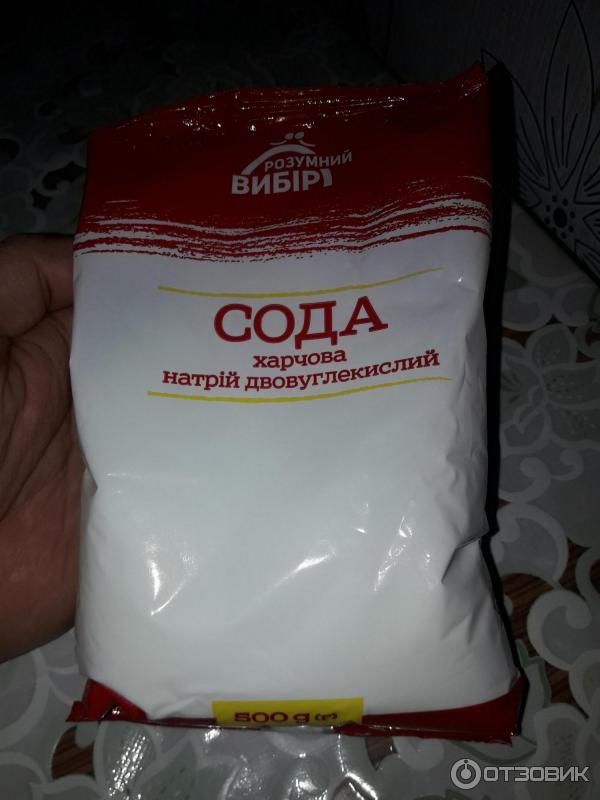 РОЗУМНИЙ
ВИБІР
СОДА
харчова
натрій двовуглекислий
500 g (г)
ОТЗОВИК